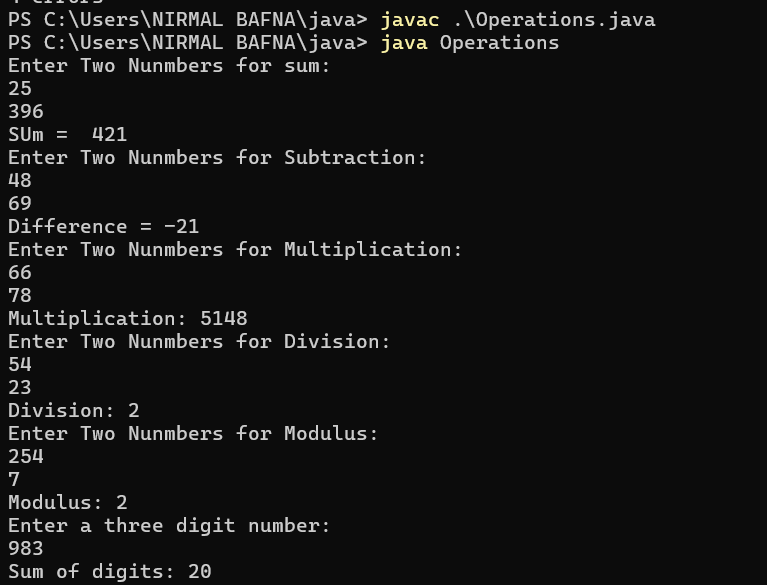 4 errors
PS C:\Users\NIRMAL BAFNA\java> javac .\Operations.java
PS C:\Users\NIRMAL BAFNA\java> java Operations
Enter Two Nunmbers for sum:
25
396
SUm =  421
Enter Two Nunmbers for Subtraction:
48
69
Difference = -21
Enter Two Nunmbers for Multiplication:
66
78
Multiplication: 5148
Enter Two Nunmbers for Division:
54
23
Division: 2
Enter Two Nunmbers for Modulus:
254
7
Modulus: 2
Enter a three digit number:
983
Sum of digits: 20